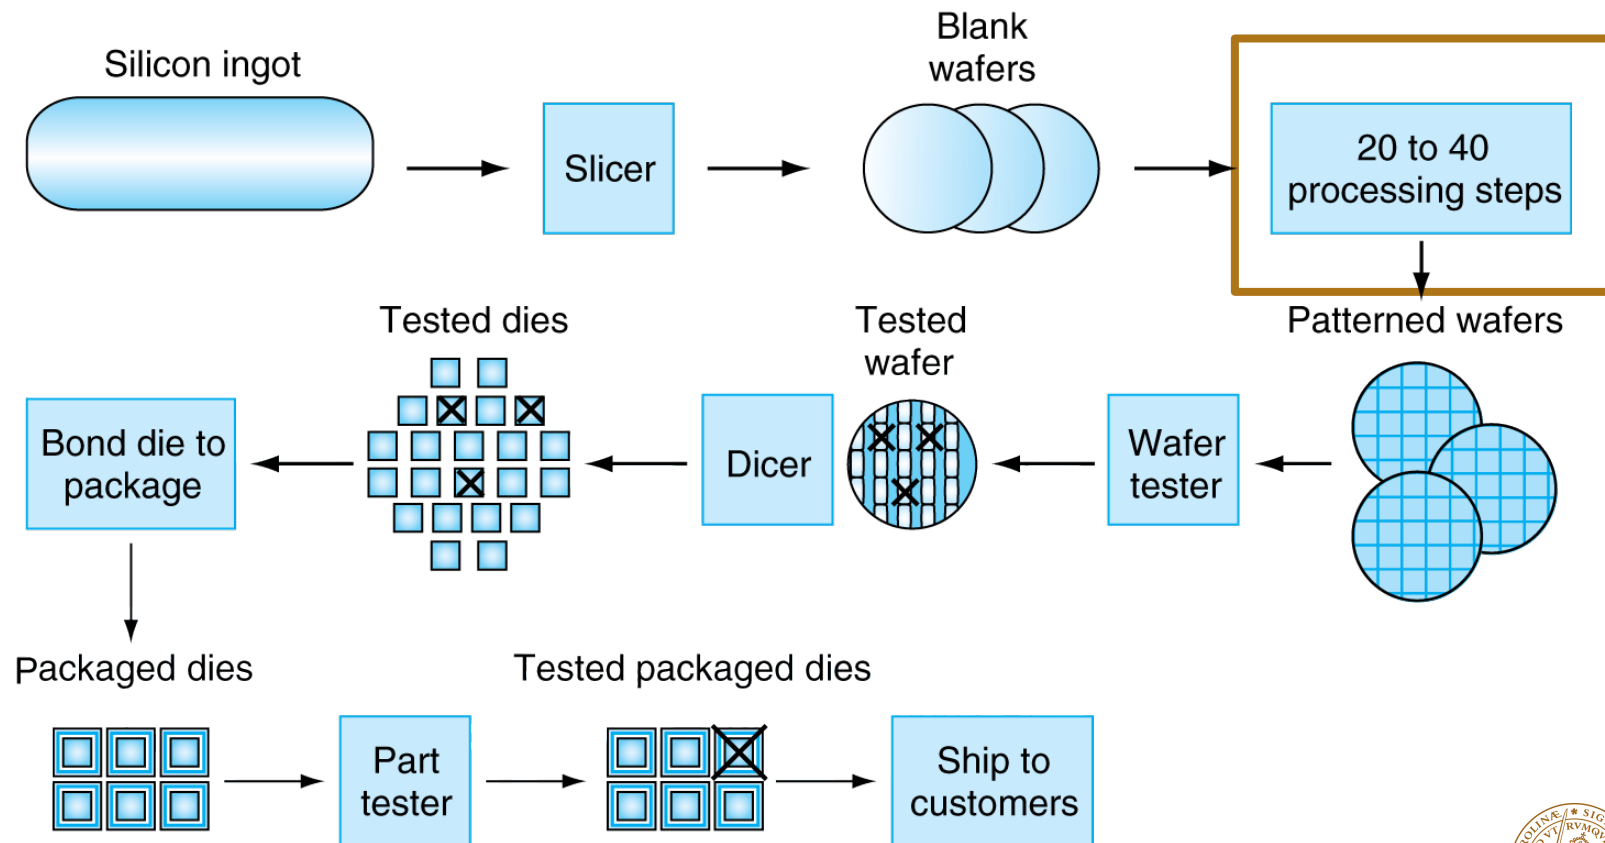 Silicon ingot
Slicer
Blank
wafers
20 to 40
processing steps
Tested dies
Tested
wafer
Patterned wafers
Bond die to
package
Dicer
Wafer
tester
Packaged dies
Tested packaged dies
Part
tester
Ship to
customers